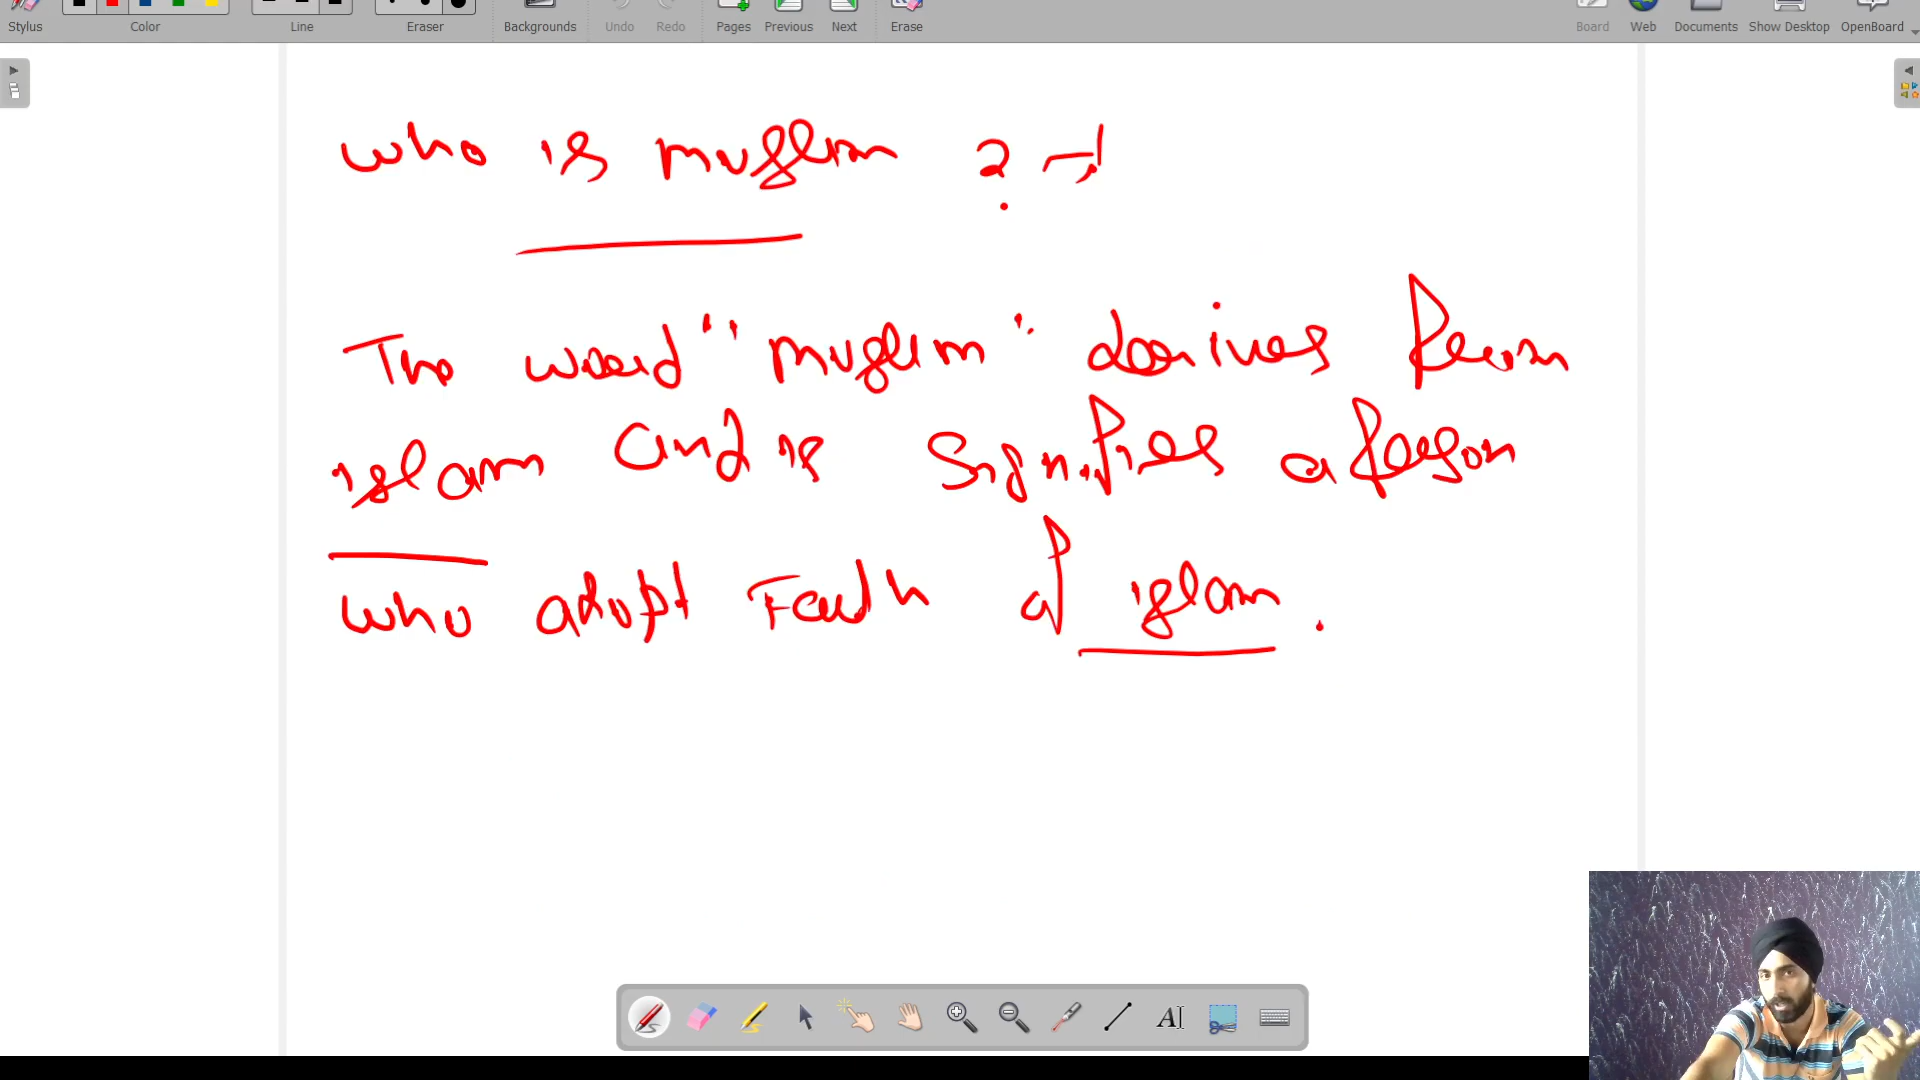 Stylus Color Line Eraser Backgrounds Undo Redo Pages Previous Next Erase Board Web Documents Show Desktop OpenBoard
who is muslim ? -:
The word "muslim" derives from
islam and is signifies a person
who adopt Faith of islam.